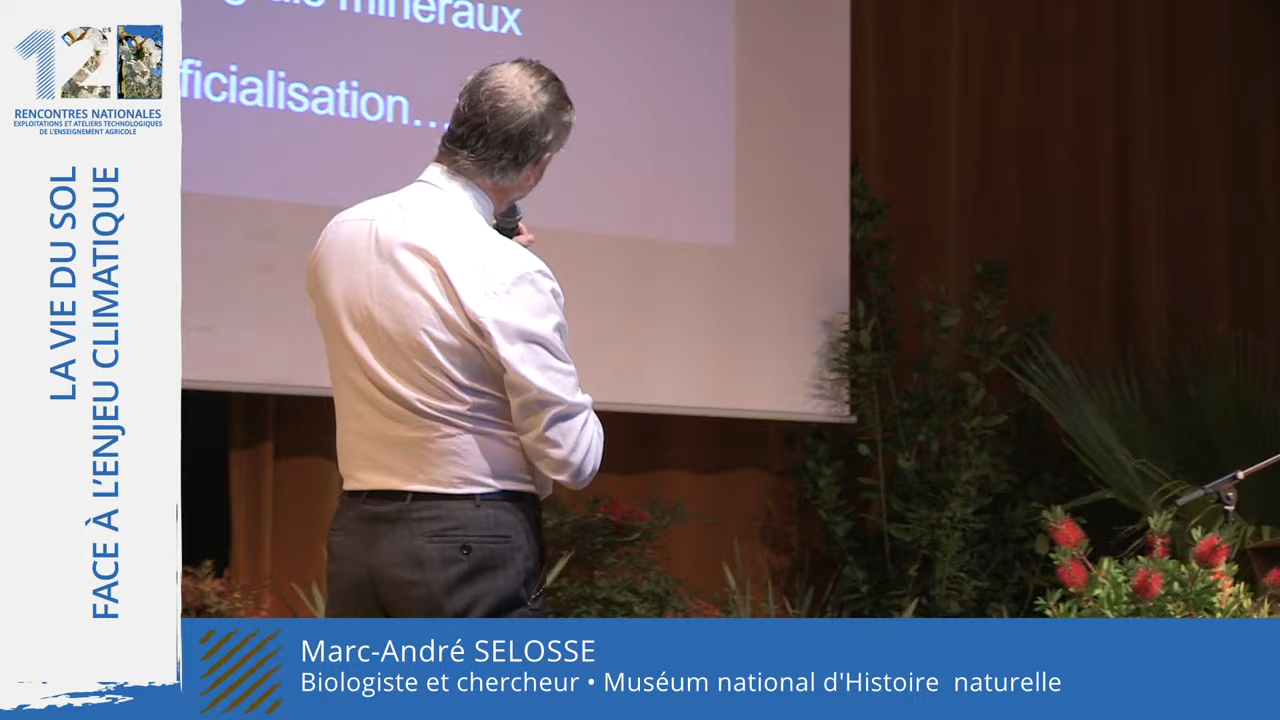 minéraux
ficialisation...
12es
RENCONTRES NATIONALES
EXPLOITATIONS ET ATELIERS TECHNOLOGIQUES
DE L'ENSEIGNEMENT AGRICOLE
LA VIE DU SOL
FACE À L'ENJEU CLIMATIQUE
Marc-André SELOSSE
Biologiste et chercheur • Muséum national d'Histoire naturelle